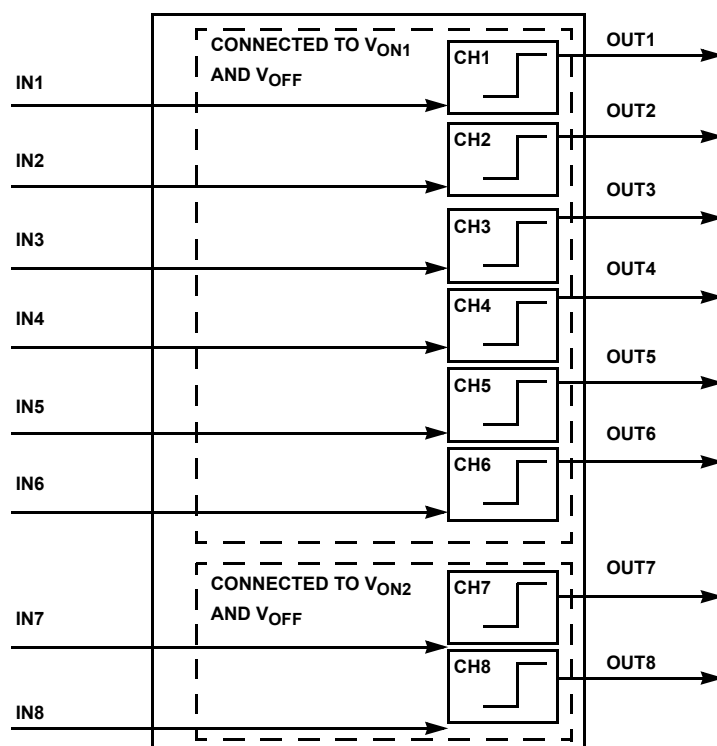 CONNECTED TO VON1
AND VOFF
IN1
CH1
OUT1
IN2
CH2
OUT2
IN3
CH3
OUT3
IN4
CH4
OUT4
IN5
CH5
OUT5
IN6
CH6
OUT6
CONNECTED TO VON2
AND VOFF
IN7
CH7
OUT7
IN8
CH8
OUT8